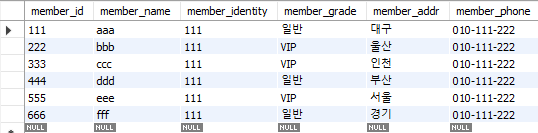 member_id member_name member_identity member_grade member_addr member_phone
111 aaa 111 일반 대구 010-111-222
222 bbb 111 VIP 울산 010-111-222
333 ccc 111 VIP 인천 010-111-222
444 ddd 111 일반 부산 010-111-222
555 eee 111 VIP 서울 010-111-222
666 fff 111 일반 경기 010-111-222
NULL NULL NULL NULL NULL NULL